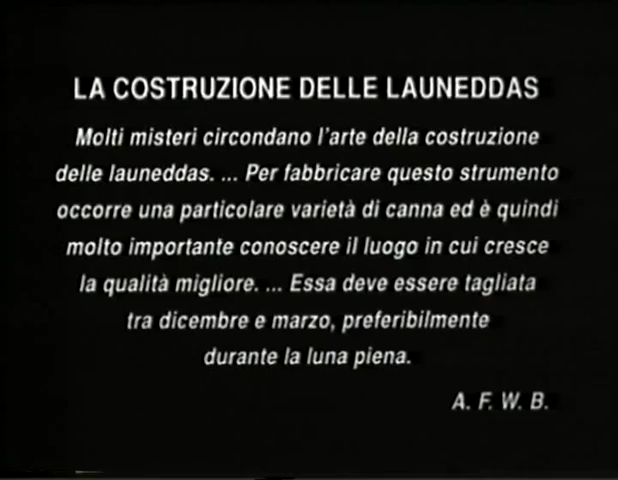 LA COSTRUZIONE DELLE LAUNEDDAS
Molti misteri circondano l'arte della costruzione
delle launeddas. ... Per fabbricare questo strumento
occorre una particolare varietà di canna ed è quindi
molto importante conoscere il luogo in cui cresce
la qualità migliore. ... Essa deve essere tagliata
tra dicembre e marzo, preferibilmente
durante la luna piena.
A. F. W. B.